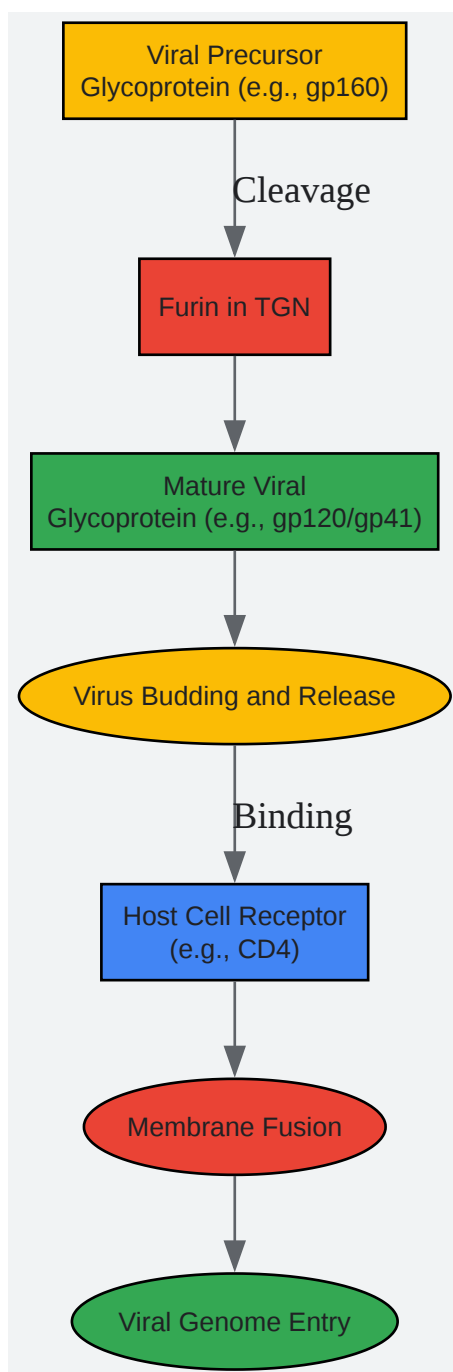 Viral Precursor
Glycoprotein (e.g., gp160)
Cleavage
Furin in TGN
Mature Viral
Glycoprotein (e.g., gp120/gp41)
Virus Budding and Release
Binding
Host Cell Receptor
(e.g., CD4)
Membrane Fusion
Viral Genome Entry